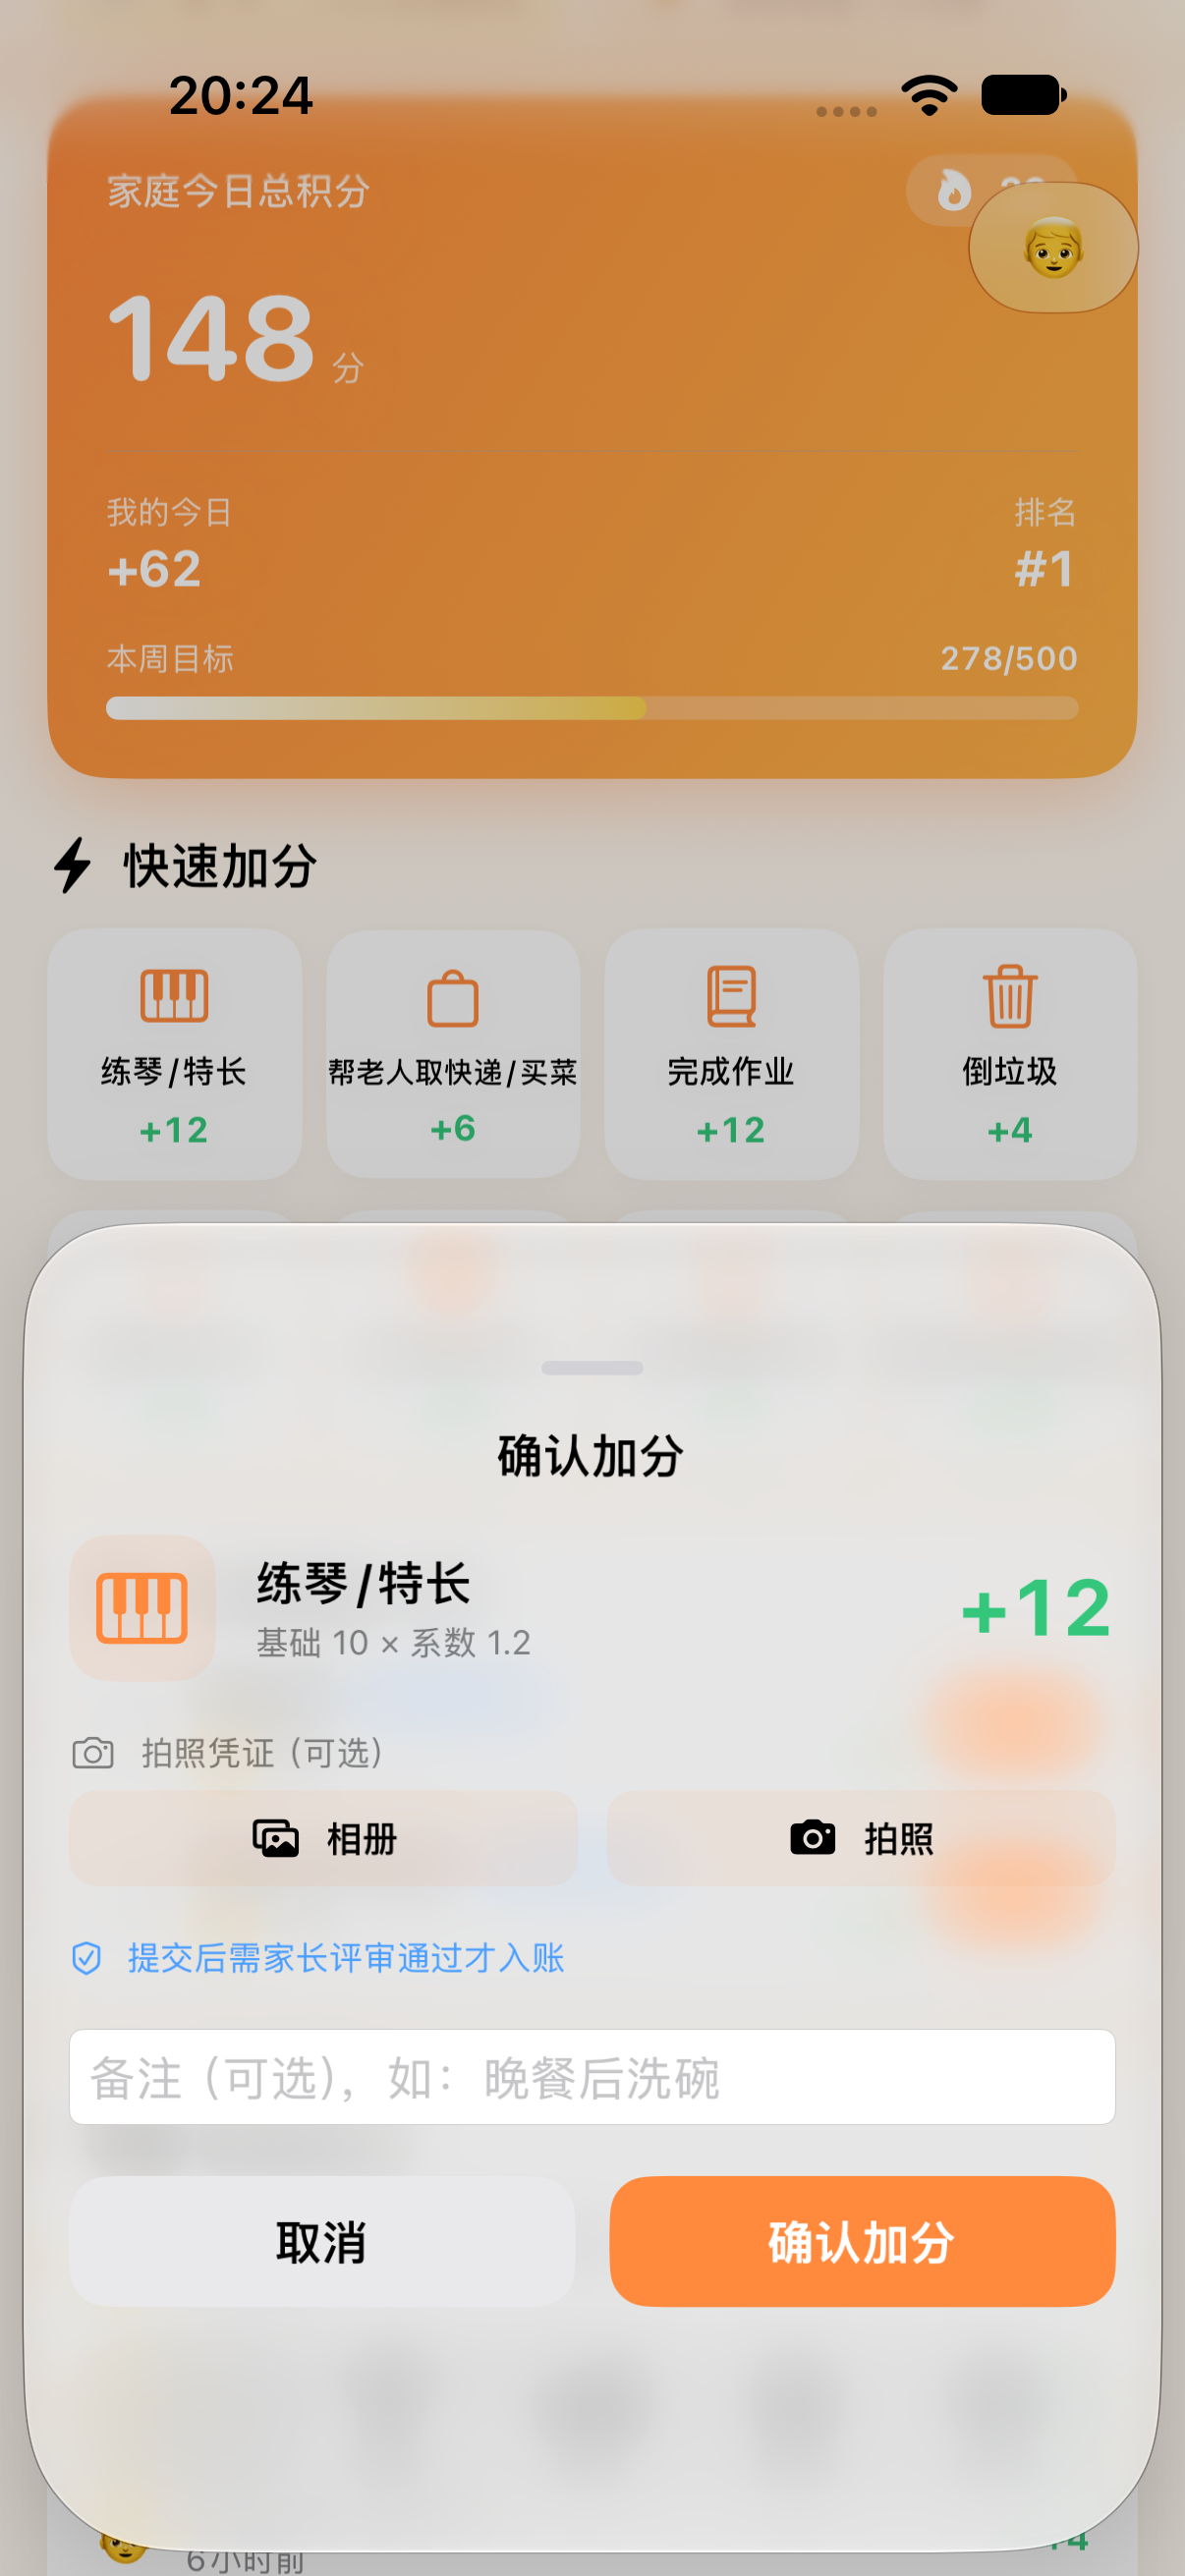 20:24
家庭今日总积分
148 分
我的今日
排名
+62
#1
本周目标
278/500
快速加分
练琴/特长
帮老人取快递/买菜
完成作业
倒垃圾
+12
+6
+12
+4
确认加分
练琴/特长
+12
基础 10 × 系数 1.2
拍照凭证（可选）
相册
拍照
提交后需家长评审通过才入账
备注（可选），如：晚餐后洗碗
取消
确认加分
6小时前